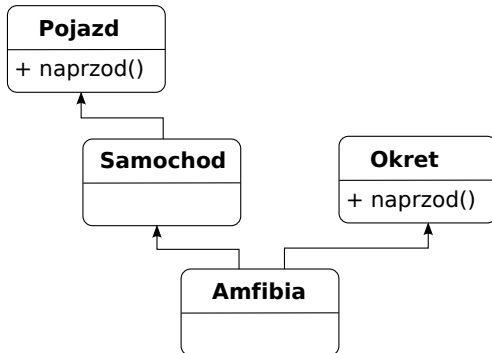 Pojazd
+ naprzod()
Samochod
Okret
+ naprzod()
Amfibia